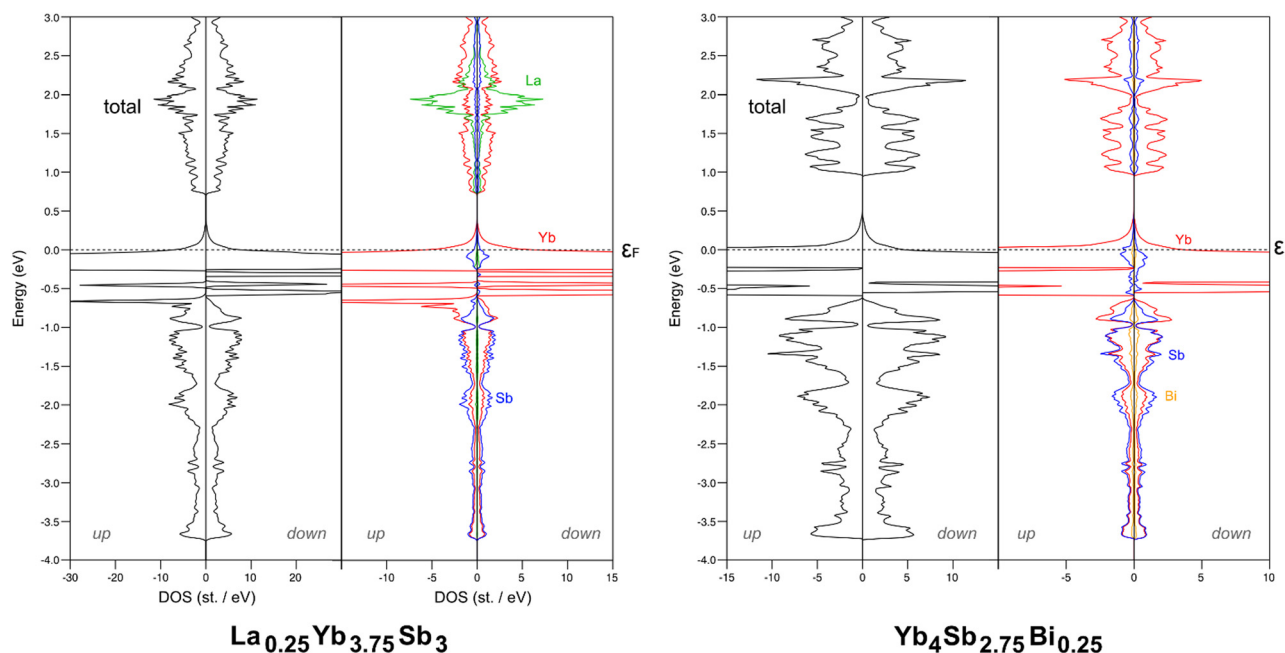 3.0
2.5
2.0
1.5
1.0
0.5
0.0
-0.5
-1.0
-1.5
-2.0
-2.5
-3.0
-3.5
-4.0
Energy (eV)
total
up
down
-30
-20
-10
0
10
20
DOS (st. / eV)
La
Yb
εF
Sb
up
down
-5
-10
-5
0
5
10
15
DOS (st. / eV)
La0.25Yb3.75Sb3
3.0
2.5
2.0
1.5
1.0
0.5
0.0
-0.5
-1.0
-1.5
-2.0
-2.5
-3.0
-3.5
-4.0
Energy (eV)
total
up
down
-15
-10
-5
0
5
10
Yb
ε
Sb
Bi
up
down
-5
0
5
10
Yb4Sb2.75Bi0.25